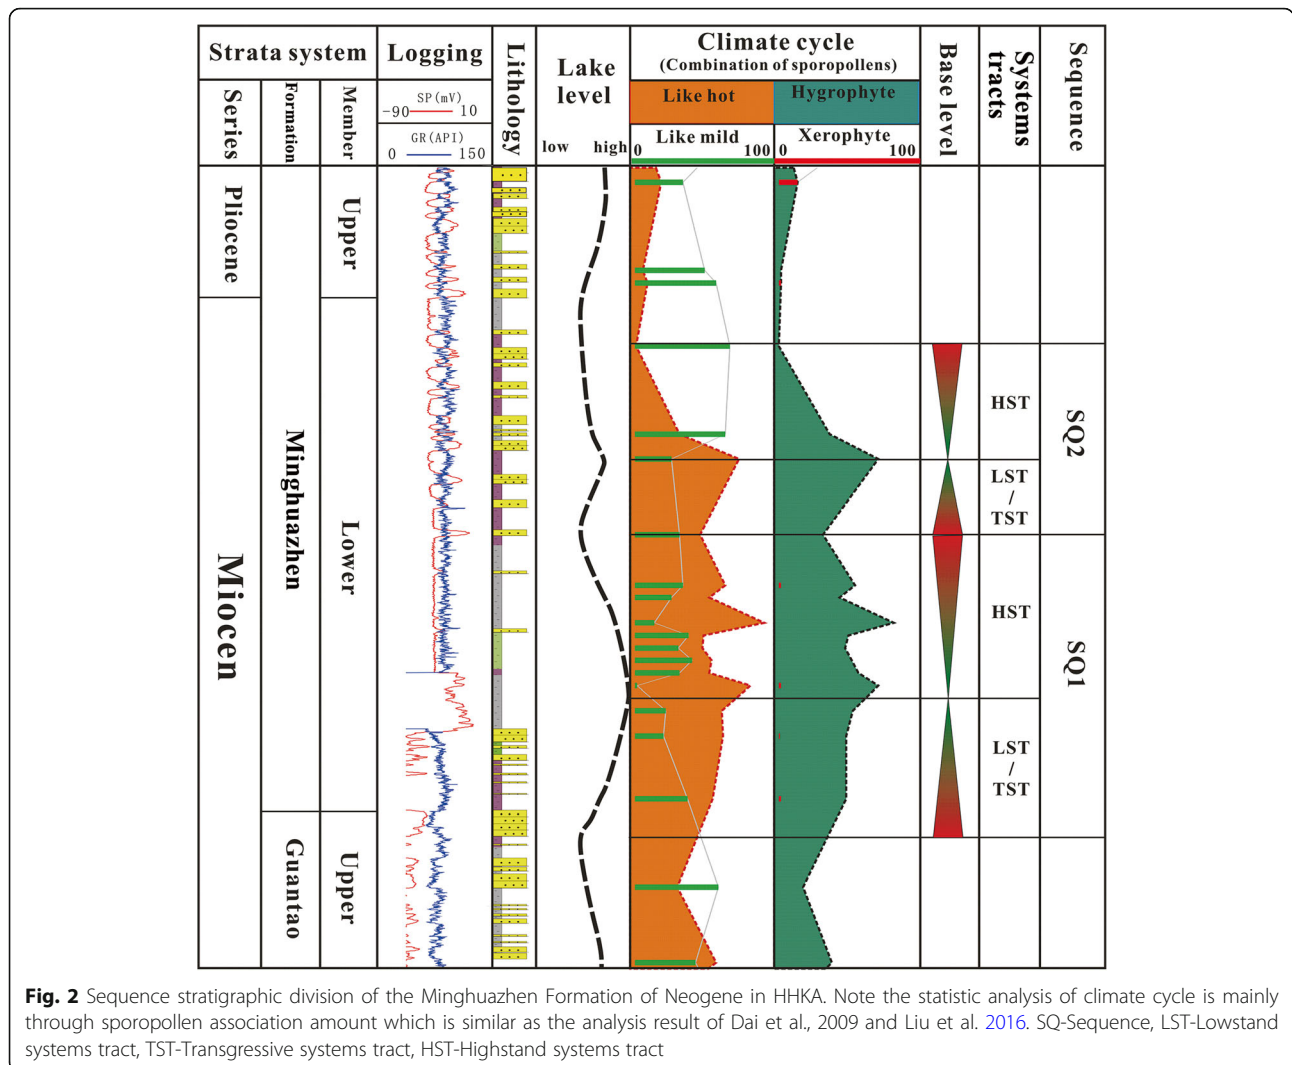 Strata system
Logging
Lithology
Lake
level
Climate cycle
(Combination of sporopollens)
Base level
Systems
tracts
Sequence
Series
Formation
Member
SP(mV)
-90 10
GR(API)
0 150
low high
Like hot
Like mild
0 100
Hygrophyte
Xerophyte
0 100
Pliocene
Miocen
Minghuazhen
Guantao
Upper
Lower
Upper
HST
LST
/
TST
HST
LST
/
TST
SQ2
SQ1
Fig. 2 Sequence stratigraphic division of the Minghuazhen Formation of Neogene in HHKA. Note the statistic analysis of climate cycle is mainly
through sporopollen association amount which is similar as the analysis result of Dai et al., 2009 and Liu et al. 2016. SQ-Sequence, LST-Lowstand
systems tract, TST-Transgressive systems tract, HST-Highstand systems tract